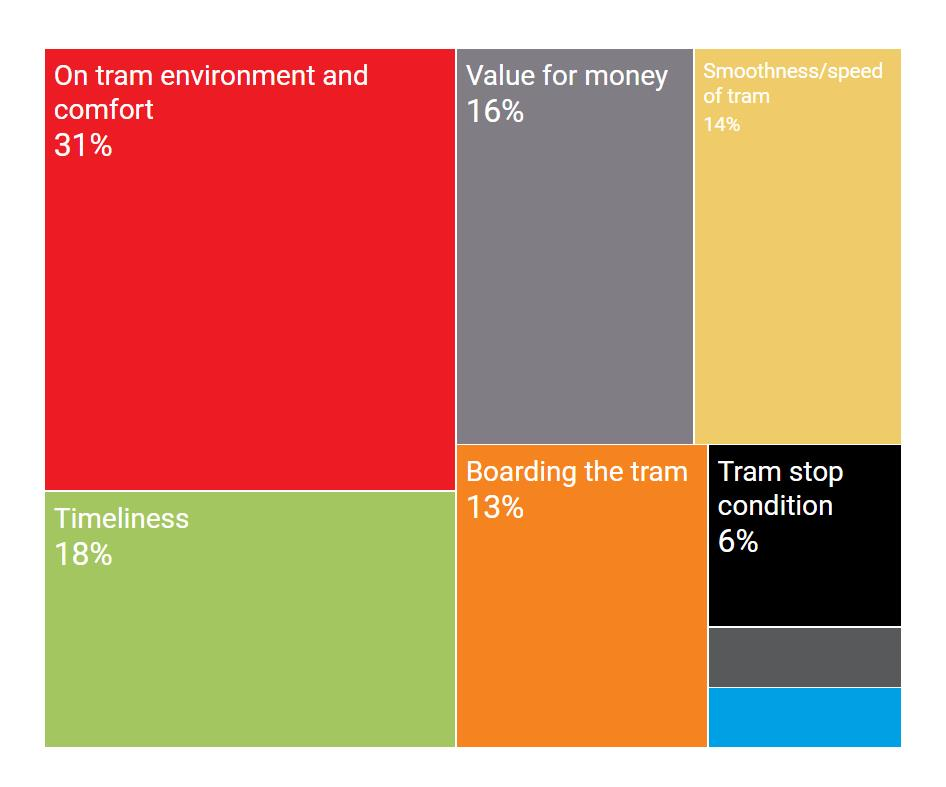 On tram environment and
comfort
31%
Value for money
16%
Smoothness/speed
of tram
14%
Timeliness
18%
Boarding the tram
13%
Tram stop
condition
6%